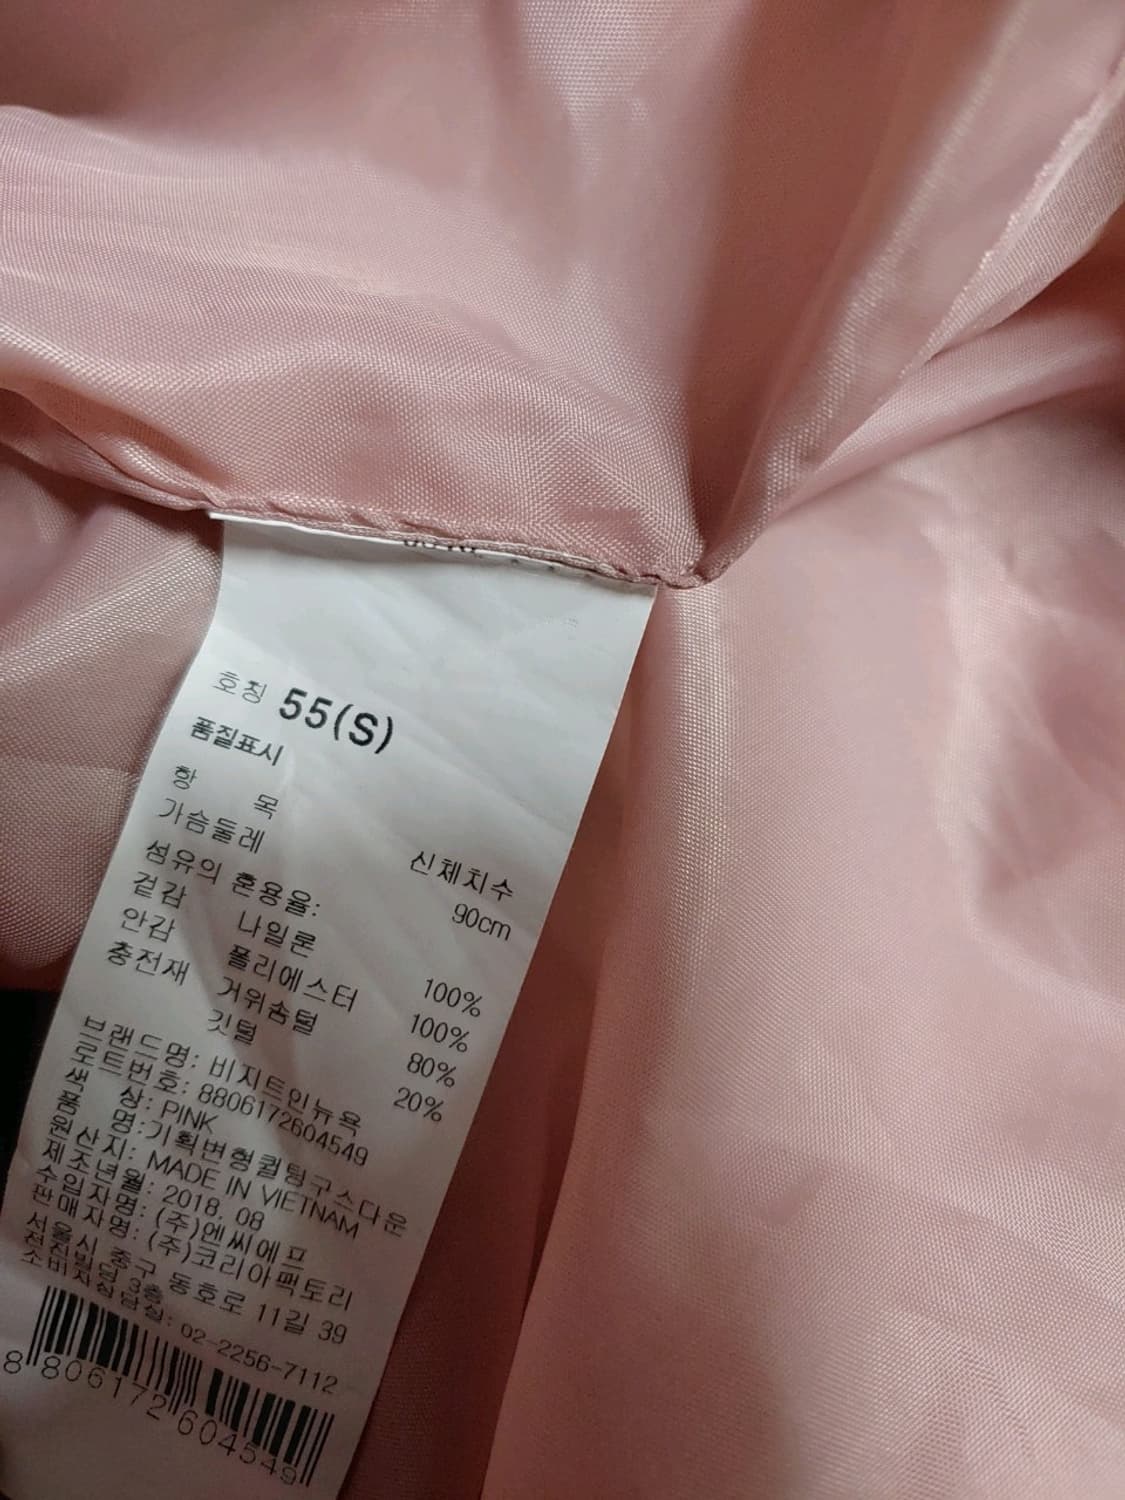 호칭 55(S)
품질표시
항 목 신체치수
가슴둘레 90cm
섬유의 혼용율:
겉감 나일론 100%
안감 폴리에스터 100%
충전재 거위솜털 80%
깃털 20%
브랜드명: 비지트인뉴욕
로트번호: 8806172604549
색 상: PINK
품 명:기획변형퀼팅구스다운
원산지: MADE IN VIETNAM
제조년월: 2018. 08
수입자명: (주)엔씨에프
판매자명: (주)코리아팩토리
서울시 중구 동호로 11길 39
3층
소비자상담실: 02-2256-7112
8 806172 604549